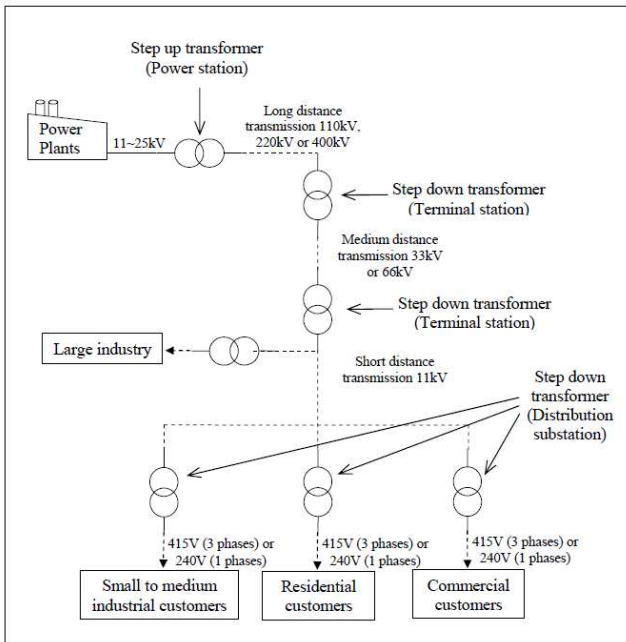 Step up transformer
(Power station)
Power
Plants
11~25kV
Long distance
transmission 110kV,
220kV or 400kV
Step down transformer
(Terminal station)
Medium distance
transmission 33kV
or 66kV
Step down transformer
(Terminal station)
Large industry
Short distance
transmission 11kV
Step down
transformer
(Distribution
substation)
415V (3 phases) or
240V (1 phases)
415V (3 phases) or
240V (1 phases)
415V (3 phases) or
240V (1 phases)
Small to medium
industrial customers
Residential
customers
Commercial
customers